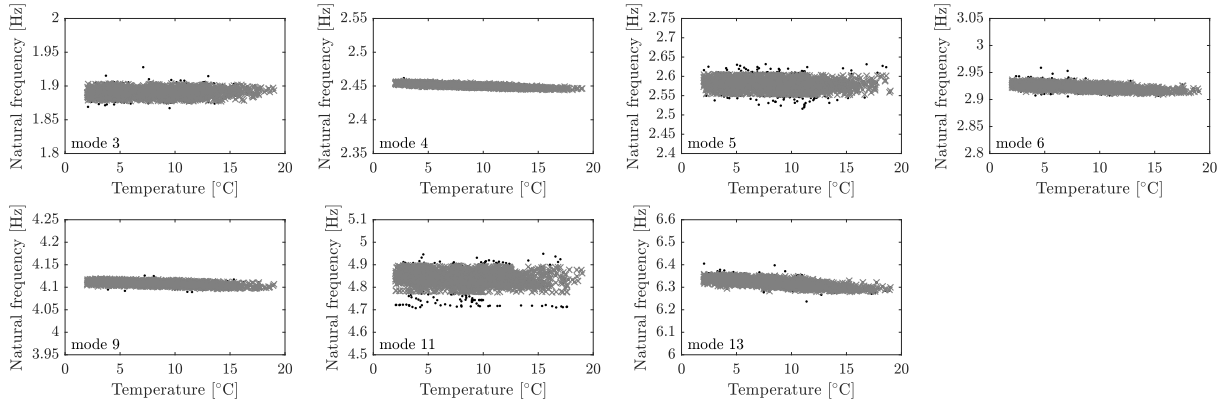 Natural frequency [Hz]
2
1.95
1.9
1.85
1.8
mode 3
0 5 10 15 20
Temperature [°C]
Natural frequency [Hz]
2.55
2.5
2.45
2.4
2.35
mode 4
0 5 10 15 20
Temperature [°C]
Natural frequency [Hz]
2.75
2.7
2.65
2.6
2.55
2.5
2.45
2.4
mode 5
0 5 10 15 20
Temperature [°C]
Natural frequency [Hz]
3.05
3
2.95
2.9
2.85
2.8
mode 6
0 5 10 15 20
Temperature [°C]
Natural frequency [Hz]
4.25
4.2
4.15
4.1
4.05
4
3.95
mode 9
0 5 10 15 20
Temperature [°C]
Natural frequency [Hz]
5.1
5
4.9
4.8
4.7
4.6
4.5
mode 11
0 5 10 15 20
Temperature [°C]
Natural frequency [Hz]
6.6
6.5
6.4
6.3
6.2
6.1
6
mode 13
0 5 10 15 20
Temperature [°C]